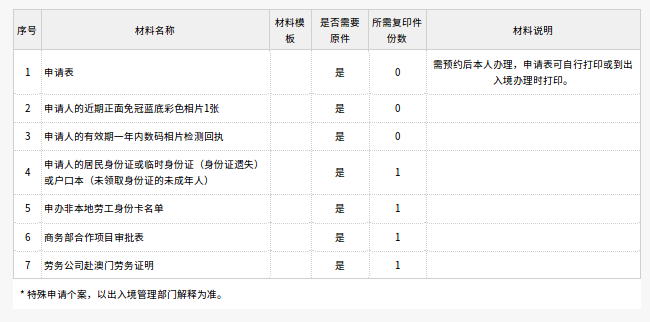 序号 材料名称 材料模板 是否需要原件 所需复印件份数 材料说明
1 申请表 是 0 需预约后本人办理，申请表可自行打印或到出入境办理时打印。
2 申请人的近期正面免冠蓝底彩色相片1张 是 0
3 申请人的有效期一年内数码相片检测回执 是 0
4 申请人的居民身份证或临时身份证（身份证遗失）或户口本（未领取身份证的未成年人） 是 1
5 申办非本地劳工身份卡名单 是 1
6 商务部合作项目审批表 是 1
7 劳务公司赴澳门劳务证明 是 1
* 特殊申请个案，以出入境管理部门解释为准。